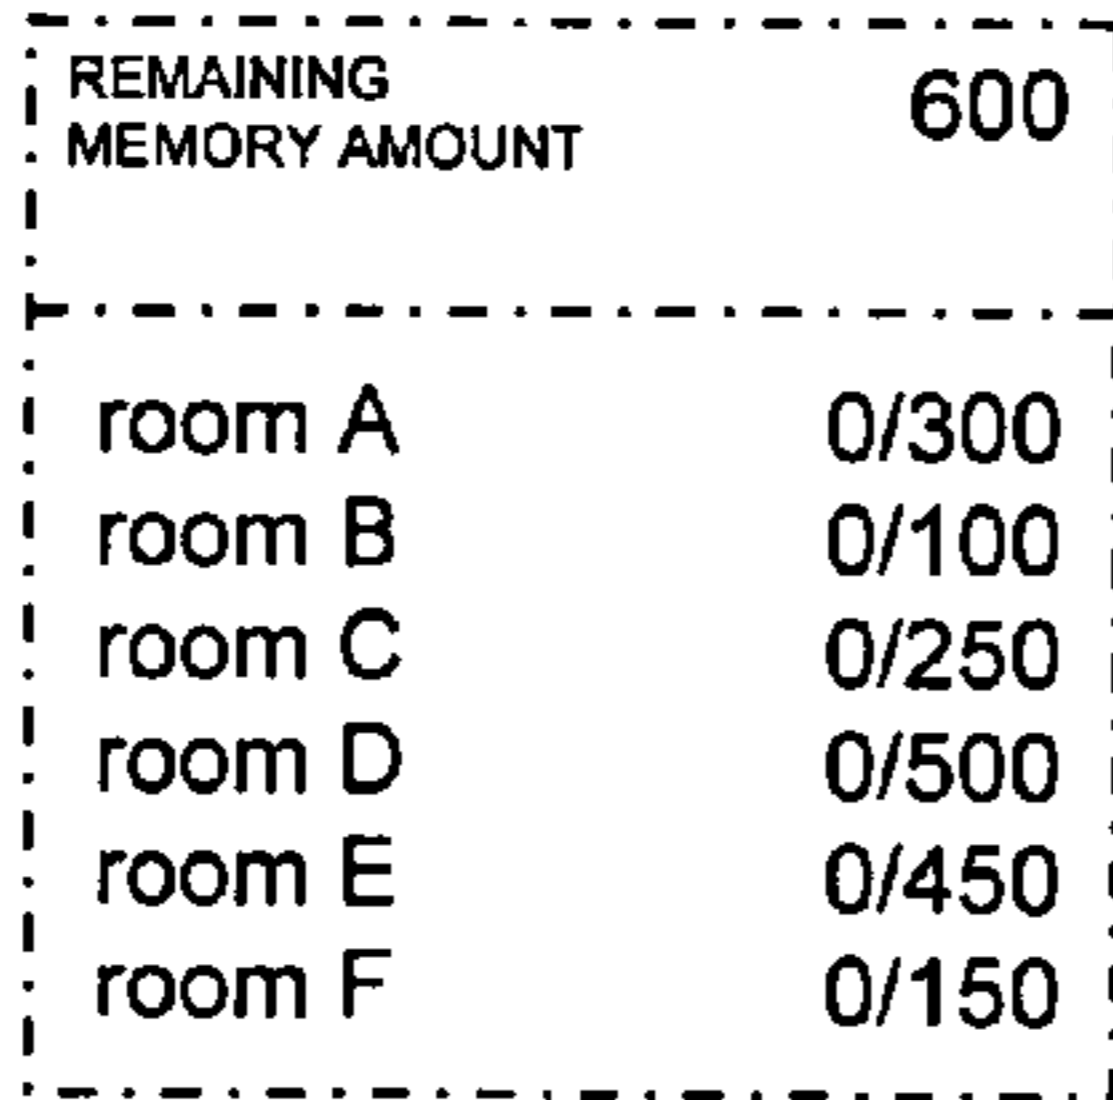 REMAINING
MEMORY AMOUNT 600
room A 0/300
room B 0/100
room C 0/250
room D 0/500
room E 0/450
room F 0/150